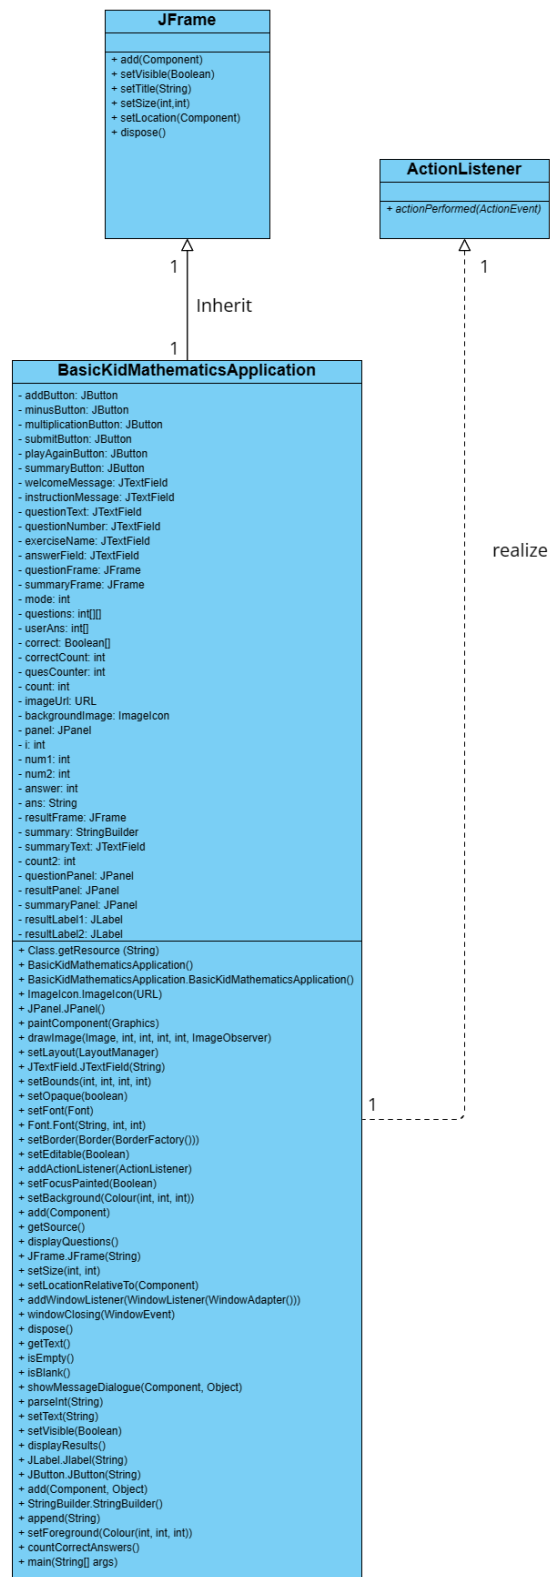 JFrame
+ add(Component)
+ setVisible(Boolean)
+ setTitle(String)
+ setSize(int,int)
+ setLocation(Component)
+ dispose()
ActionListener
+ actionPerformed(ActionEvent)
1
1
Inherit
1
realize
BasicKidMathematicsApplication
- addButton: JButton
- minusButton: JButton
- multiplicationButton: JButton
- submitButton: JButton
- playAgainButton: JButton
- summaryButton: JButton
- welcomeMessage: JTextField
- instructionMessage: JTextField
- questionText: JTextField
- questionNumber: JTextField
- exerciseName: JTextField
- answerField: JTextField
- questionFrame: JFrame
- summaryFrame: JFrame
- mode: int
- questions: int[][]
- userAns: int[]
- correct: Boolean[]
- correctCount: int
- quesCounter: int
- count: int
- imageUrl: URL
- backgroundImage: ImageIcon
- panel: JPanel
- i: int
- num1: int
- num2: int
- answer: int
- ans: String
- resultFrame: JFrame
- summary: StringBuilder
- summaryText: JTextField
- count2: int
- questionPanel: JPanel
- resultPanel: JPanel
- summaryPanel: JPanel
- resultLabel1: JLabel
- resultLabel2: JLabel
+ Class.getResource (String)
+ BasicKidMathematicsApplication()
+ BasicKidMathematicsApplication.BasicKidMathematicsApplication()
+ ImageIcon.ImageIcon(URL)
+ JPanel.JPanel()
+ paintComponent(Graphics)
+ drawImage(Image, int, int, int, int, ImageObserver)
+ setLayout(LayoutManager)
+ JTextField.JTextField(String)
+ setBounds(int, int, int, int)
+ setOpaque(boolean)
+ setFont(Font)
+ Font.Font(String, int, int)
+ setBorder(Border(BorderFactory()))
+ setEditable(Boolean)
+ addActionListener(ActionListener)
+ setFocusPainted(Boolean)
+ setBackground(Colour(int, int, int))
+ add(Component)
+ getSource()
+ displayQuestions()
+ JFrame.JFrame(String)
+ setSize(int, int)
+ setLocationRelativeTo(Component)
+ addWindowListener(WindowListener(WindowAdapter()))
+ windowClosing(WindowEvent)
+ dispose()
+ getText()
+ isEmpty()
+ isBlank()
+ showMessageDialogue(Component, Object)
+ parseInt(String)
+ setText(String)
+ setVisible(Boolean)
+ displayResults()
+ JLabel.Jlabel(String)
+ JButton.JButton(String)
+ add(Component, Object)
+ StringBuilder.StringBuilder()
+ append(String)
+ setForeground(Colour(int, int, int))
+ countCorrectAnswers()
+ main(String[] args)
1